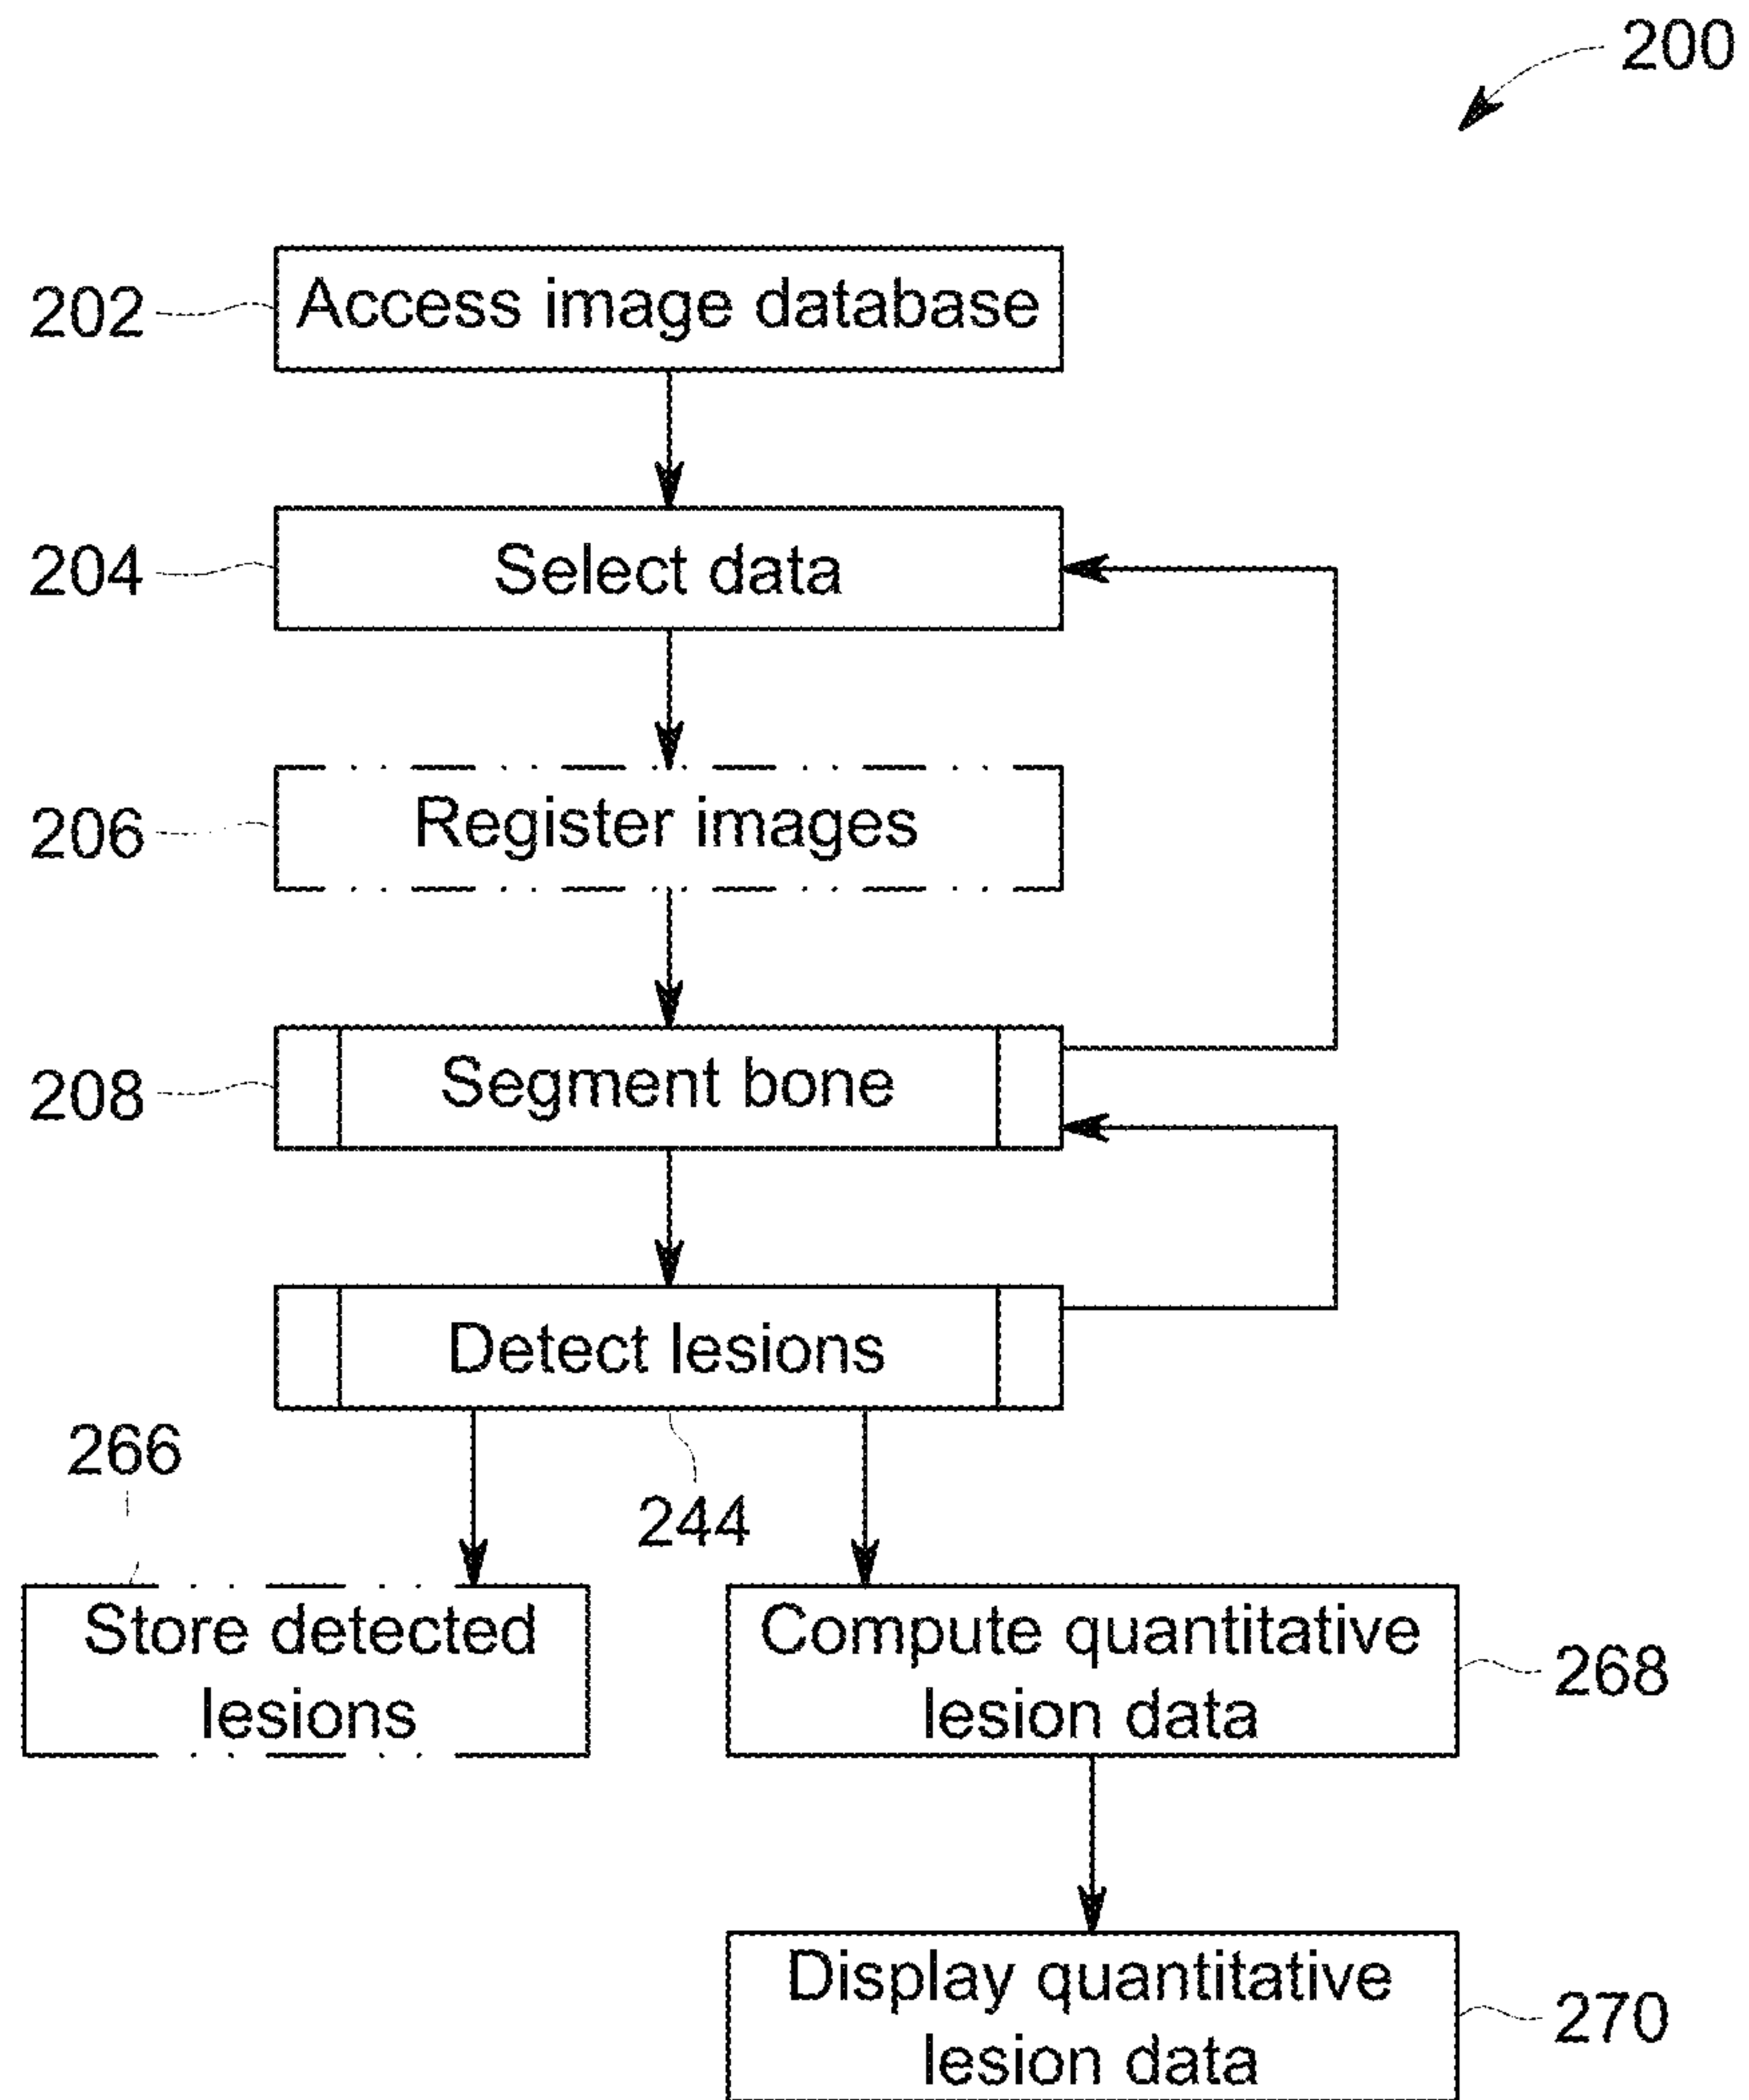 200
202
Access image database
204
Select data
206
Register images
208
Segment bone
Detect lesions
266
244
Store detected
lesions
Compute quantitative
lesion data
268
Display quantitative
lesion data
270